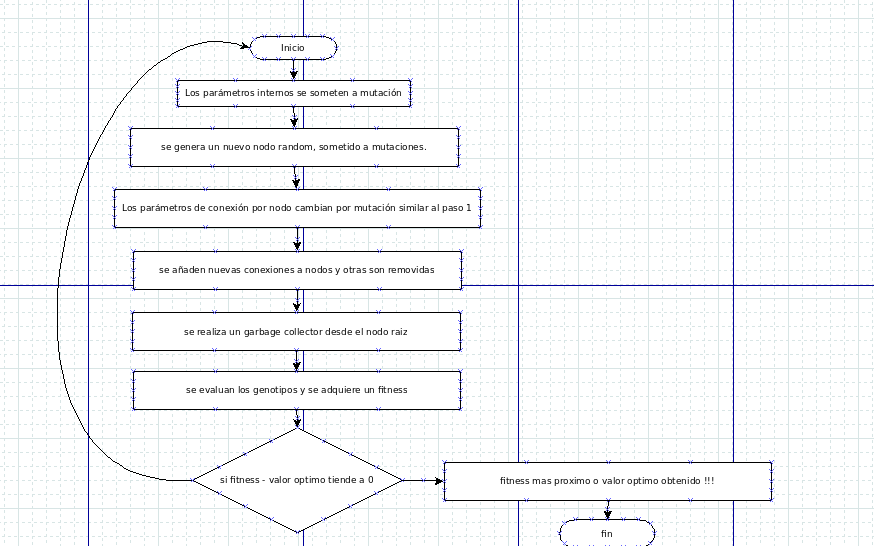 Inicio
Los parámetros internos se someten a mutación
se genera un nuevo nodo random, sometido a mutaciones.
Los parámetros de conexión por nodo cambian por mutación similar al paso 1
se añaden nuevas conexiones a nodos y otras son removidas
se realiza un garbage collector desde el nodo raiz
se evaluan los genotipos y se adquiere un fitness
si fitness - valor optimo tiende a 0
fitness mas proximo o valor optimo obtenido !!!
fin